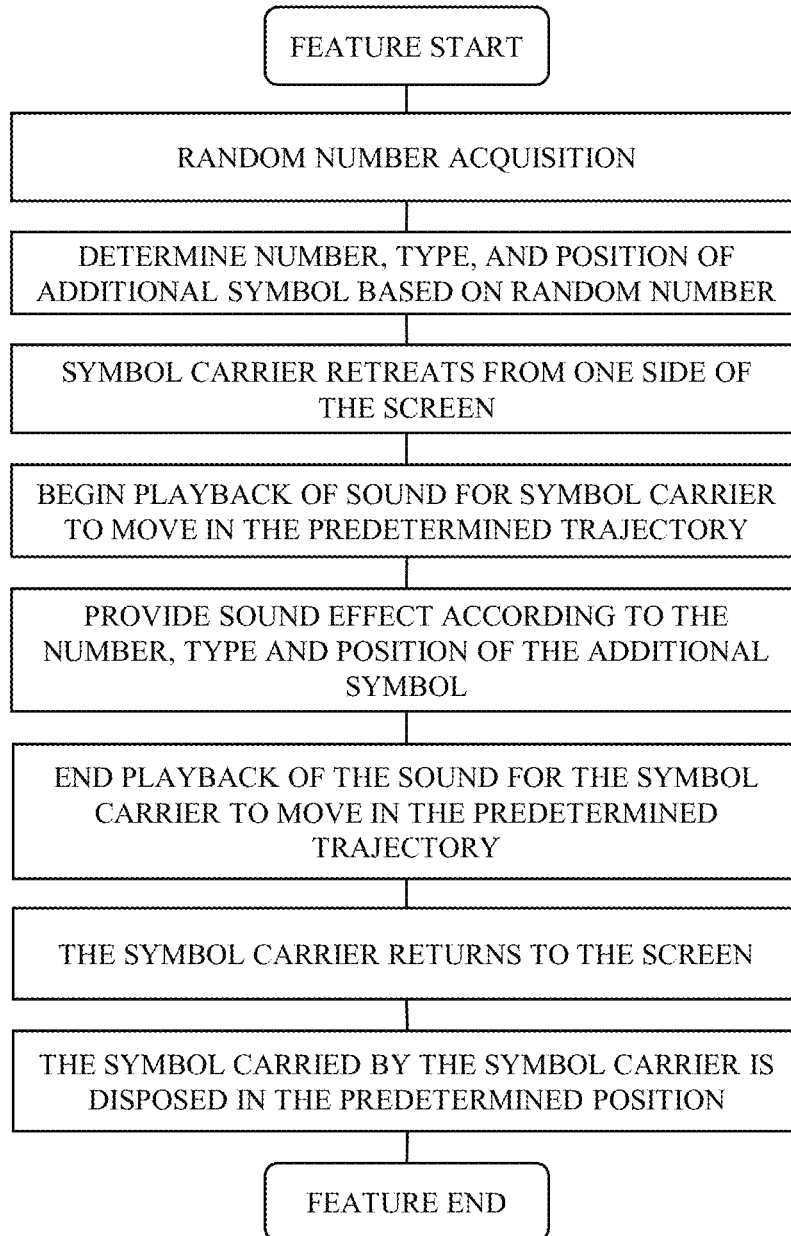 FEATURE START
RANDOM NUMBER ACQUISITION
DETERMINE NUMBER, TYPE, AND POSITION OF
ADDITIONAL SYMBOL BASED ON RANDOM NUMBER
SYMBOL CARRIER RETREATS FROM ONE SIDE OF
THE SCREEN
BEGIN PLAYBACK OF SOUND FOR SYMBOL CARRIER
TO MOVE IN THE PREDETERMINED TRAJECTORY
PROVIDE SOUND EFFECT ACCORDING TO THE
NUMBER, TYPE AND POSITION OF THE ADDITIONAL
SYMBOL
END PLAYBACK OF THE SOUND FOR THE SYMBOL
CARRIER TO MOVE IN THE PREDETERMINED
TRAJECTORY
THE SYMBOL CARRIER RETURNS TO THE SCREEN
THE SYMBOL CARRIED BY THE SYMBOL CARRIER IS
DISPOSED IN THE PREDETERMINED POSITION
FEATURE END